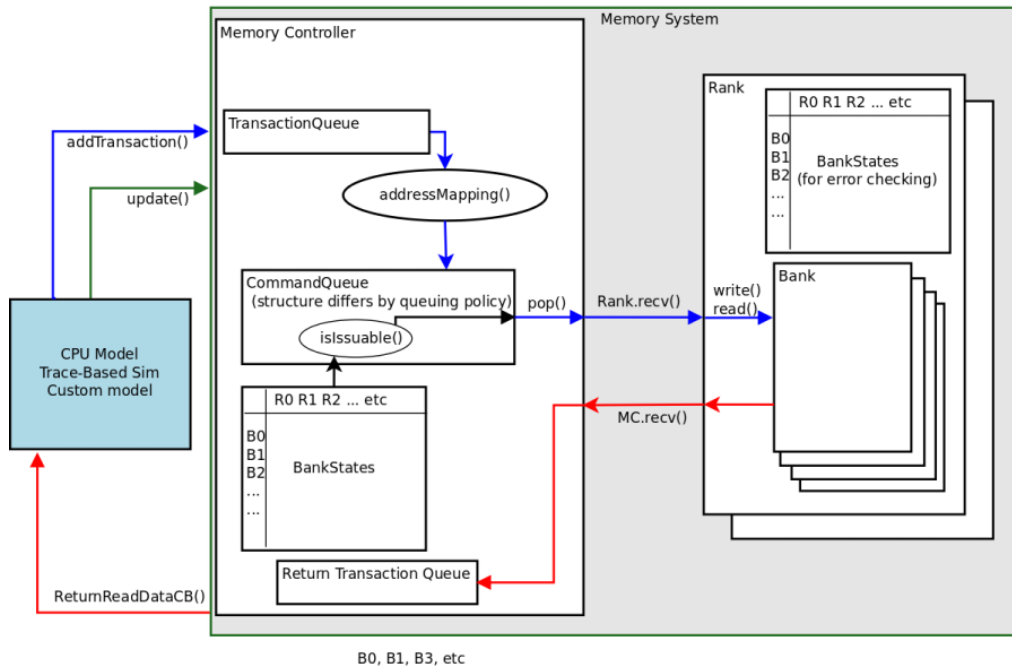 Memory System
Memory Controller
Rank
R0 R1 R2 ... etc
B0
B1
B2
...
...
BankStates
(for error checking)
TransactionQueue
addTransaction()
addressMapping()
update()
CommandQueue
(structure differs by queuing policy)
isIssuable()
pop()
Rank.recv()
write()
read()
Bank
CPU Model
Trace-Based Sim
Custom model
R0 R1 R2 ... etc
B0
B1
B2
...
...
BankStates
MC.recv()
Return Transaction Queue
ReturnReadDataCB()
B0, B1, B3, etc